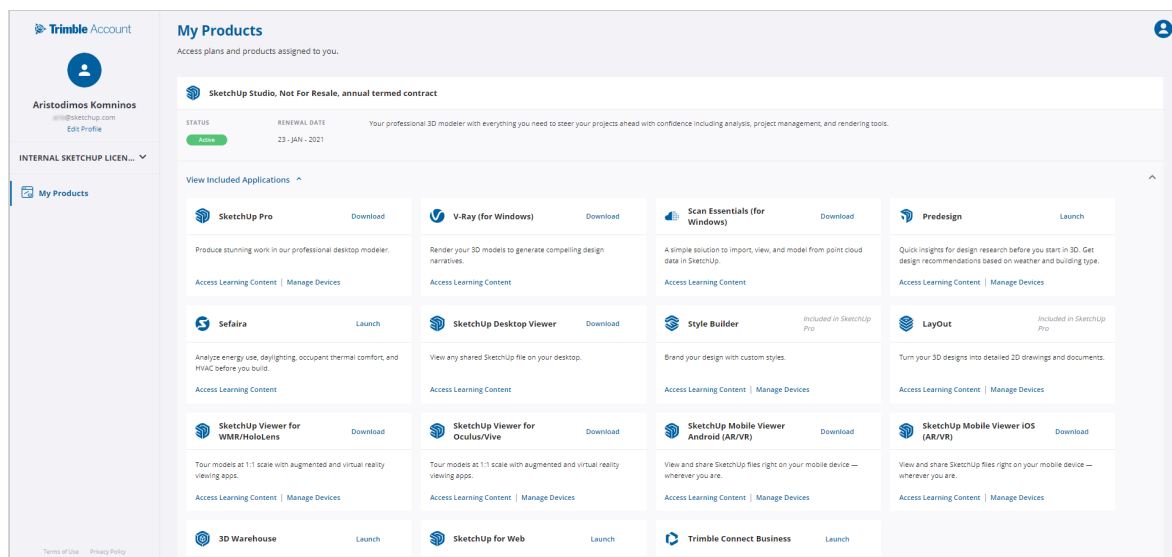 Trimble Account
Aristodimos Komninos
@sketchup.com
Edit Profile
INTERNAL SKETCHUP LICEN...
My Products
Terms of Use Privacy Policy
My Products
Access plans and products assigned to you.
SketchUp Studio, Not For Resale, annual termed contract
STATUS RENEWAL DATE Your professional 3D modeler with everything you need to steer your projects ahead with confidence including analysis, project management, and rendering tools.
Active 23 - JAN - 2021
View Included Applications
SketchUp Pro Download
Produce stunning work in our professional desktop modeler.
Access Learning Content | Manage Devices
V-Ray (for Windows) Download
Render your 3D models to generate compelling design
narratives.
Access Learning Content
Scan Essentials (for
Windows) Download
A simple solution to import, view, and model from point cloud
data in SketchUp.
Access Learning Content
Predesign Launch
Quick insights for design research before you start in 3D. Get
design recommendations based on weather and building type.
Access Learning Content | Manage Devices
Sefaira Launch
Analyze energy use, daylighting, occupant thermal comfort, and
HVAC before you build.
Access Learning Content
SketchUp Desktop Viewer Download
View any shared SketchUp file on your desktop.
Access Learning Content
Style Builder Included in SketchUp
Pro
Brand your design with custom styles.
Access Learning Content | Manage Devices
LayOut Included in SketchUp
Pro
Turn your 3D designs into detailed 2D drawings and documents.
Access Learning Content | Manage Devices
SketchUp Viewer for
WMR/HoloLens Download
Tour models at 1:1 scale with augmented and virtual reality
viewing apps.
Access Learning Content | Manage Devices
SketchUp Viewer for
Oculus/Vive Download
Tour models at 1:1 scale with augmented and virtual reality
viewing apps.
Access Learning Content | Manage Devices
SketchUp Mobile Viewer
Android (AR/VR) Download
View and share SketchUp files right on your mobile device —
wherever you are.
Access Learning Content | Manage Devices
SketchUp Mobile Viewer iOS
(AR/VR) Download
View and share SketchUp files right on your mobile device —
wherever you are.
Access Learning Content | Manage Devices
3D Warehouse Launch
SketchUp for Web Launch
Trimble Connect Business Launch